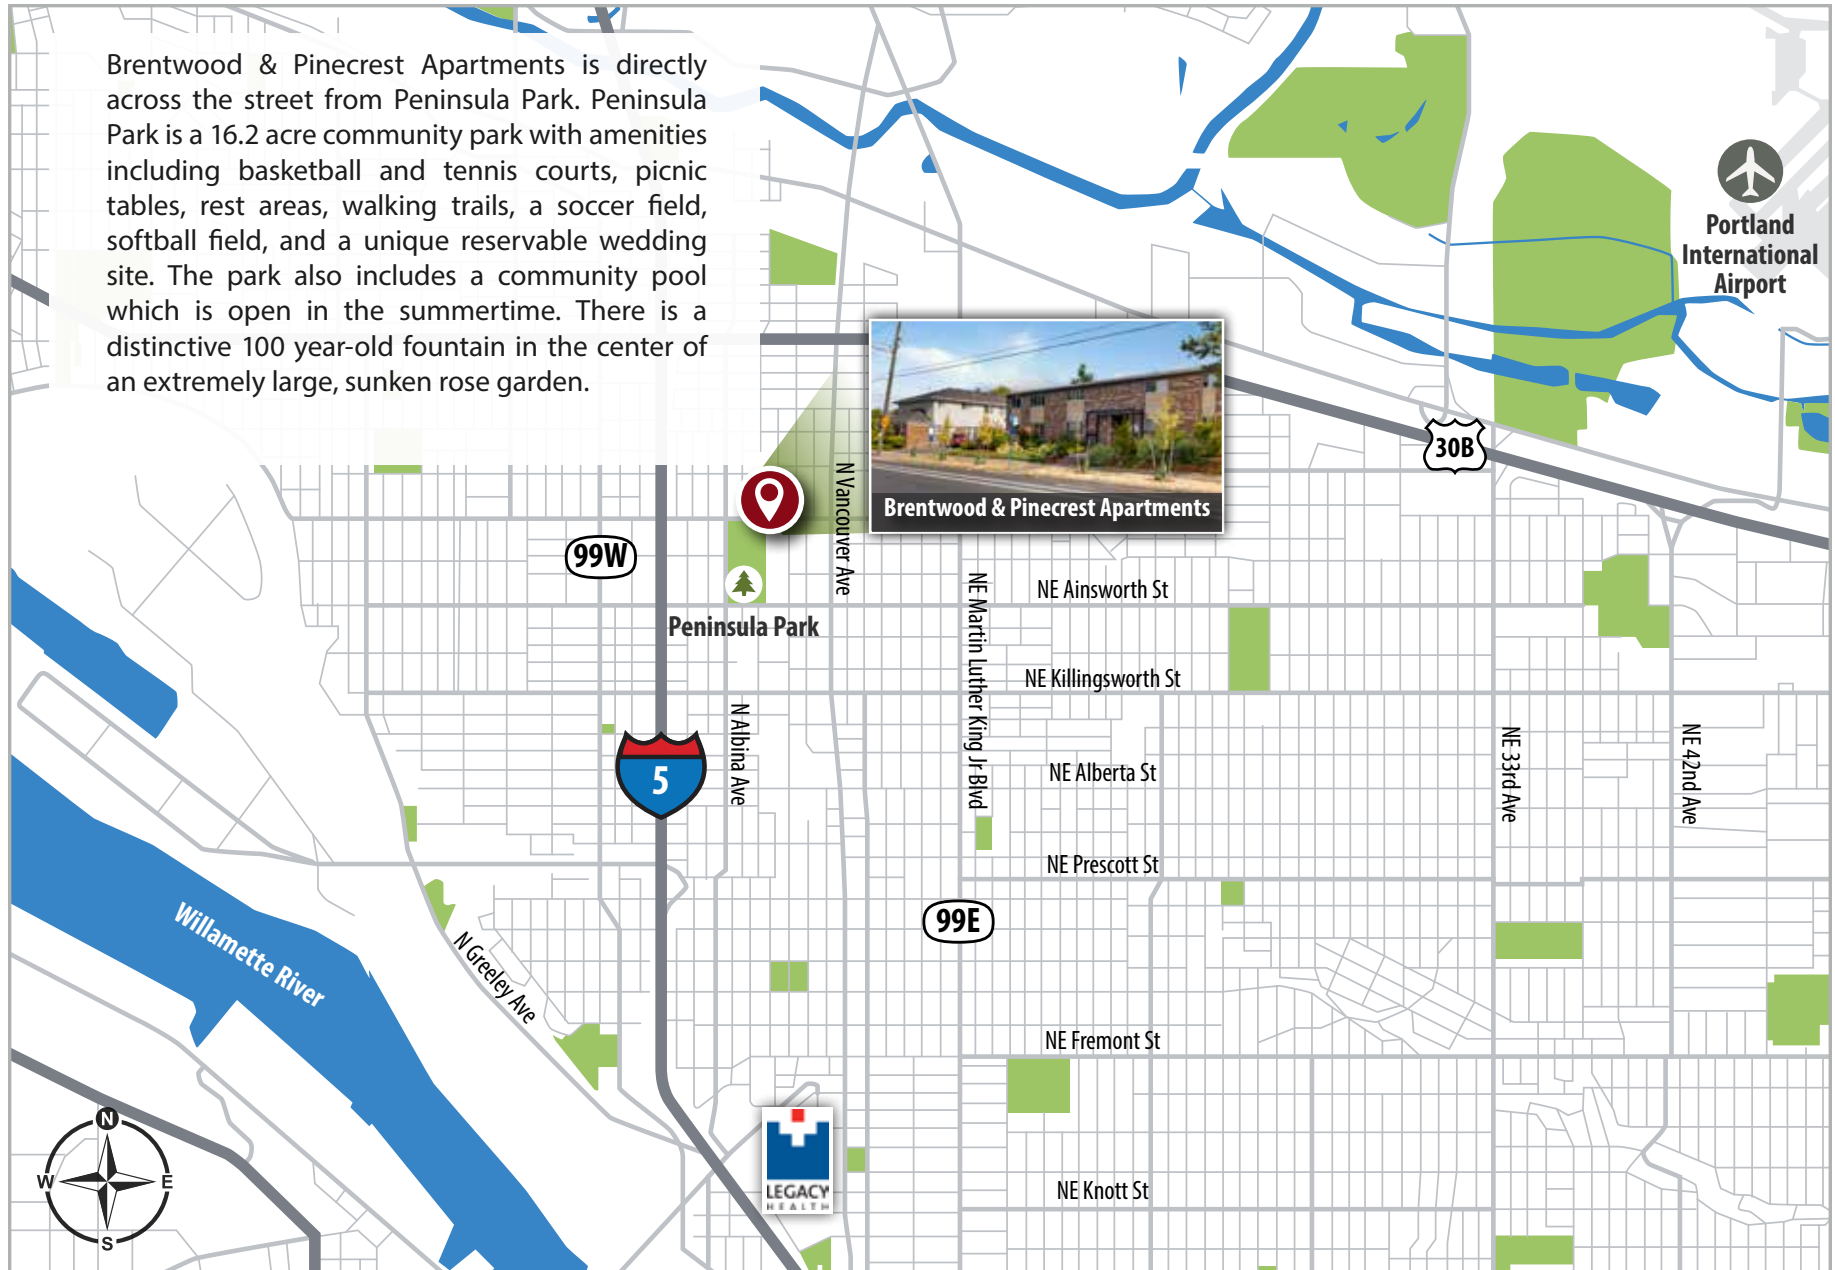 Brentwood & Pinecrest Apartments is directly
across the street from Peninsula Park. Peninsula
Park is a 16.2 acre community park with amenities
including basketball and tennis courts, picnic
tables, rest areas, walking trails, a soccer field,
softball field, and a unique reservable wedding
site. The park also includes a community pool
which is open in the summertime. There is a
distinctive 100 year-old fountain in the center of
an extremely large, sunken rose garden.
Portland
International
Airport
30B
Brentwood & Pinecrest Apartments
N Vancouver Ave
99W
NE Ainsworth St
Peninsula Park
NE Martin Luther King Jr Blvd
NE Killingsworth St
N Albina Ave
5
NE Alberta St
NE 33rd Ave
NE 42nd Ave
NE Prescott St
99E
Willamette River
N Greeley Ave
NE Fremont St
NE Knott St
LEGACY
HEALTH
N
W
E
S